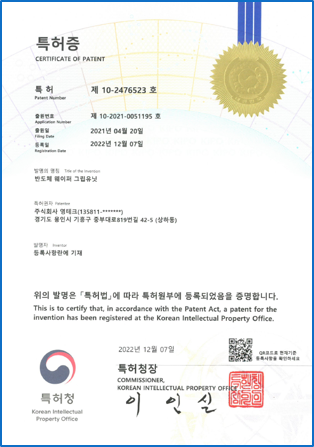 특허증
CERTIFICATE OF PATENT
특 허 제 10-2476523 호
Patent Number
출원번호 제 10-2021-0051195 호
Application Number
출원일 2021년 04월 20일
Filing Date
등록일 2022년 12월 07일
Registration Date
발명의 명칭 Title of the Invention
반도체 웨이퍼 그립유닛
특허권자 Patentee
주식회사 명테크(135811-*******)
경기도 용인시 기흥구 중부대로819번길 42-5 (상하동)
발명자 Inventor
등록사항란에 기재
위의 발명은 「특허법」에 따라 특허원부에 등록되었음을 증명합니다.
This is to certify that, in accordance with the Patent Act, a patent for the
invention has been registered at the Korean Intellectual Property Office.
2022년 12월 07일
QR코드로 현재기준
등록사항을 확인하세요
특허청장
COMMISSIONER,
KOREAN INTELLECTUAL PROPERTY OFFICE
이 인 실
특허청
Korean Intellectual
Property Office